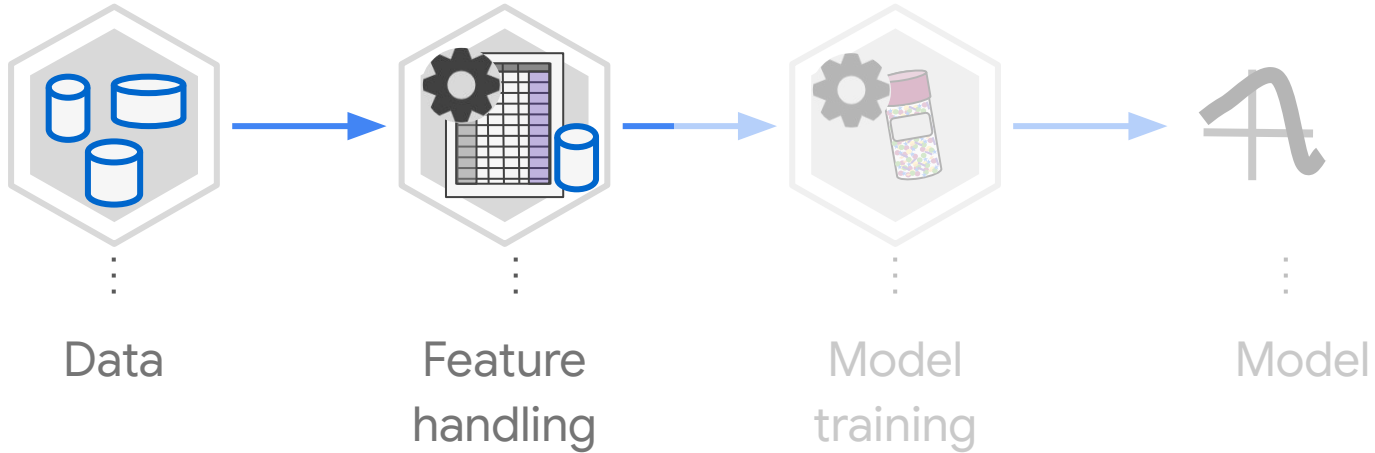 Data
Feature
handling
Model
training
Model